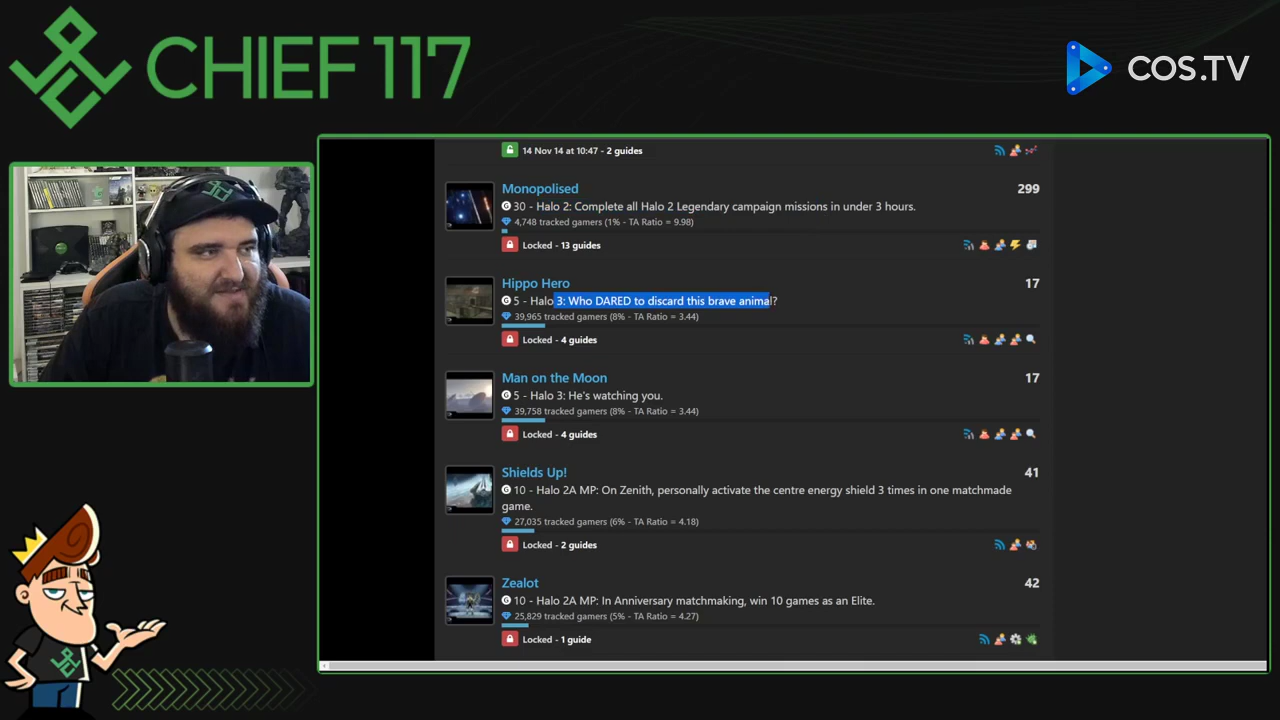 CHIEF 117
COS.TV
14 Nov 14 at 10:47 - 2 guides
Monopolised
299
G 30 - Halo 2: Complete all Halo 2 Legendary campaign missions in under 3 hours.
4,748 tracked gamers (1% - TA Ratio = 9.98)
Locked - 13 guides
Hippo Hero
17
G 5 - Halo 3: Who DARED to discard this brave animal?
39,965 tracked gamers (8% - TA Ratio = 3.44)
Locked - 4 guides
Man on the Moon
17
G 5 - Halo 3: He's watching you.
39,758 tracked gamers (8% - TA Ratio = 3.44)
Locked - 4 guides
Shields Up!
41
G 10 - Halo 2A MP: On Zenith, personally activate the centre energy shield 3 times in one matchmade
game.
27,035 tracked gamers (6% - TA Ratio = 4.18)
Locked - 2 guides
Zealot
42
G 10 - Halo 2A MP: In Anniversary matchmaking, win 10 games as an Elite.
25,829 tracked gamers (5% - TA Ratio = 4.27)
Locked - 1 guide